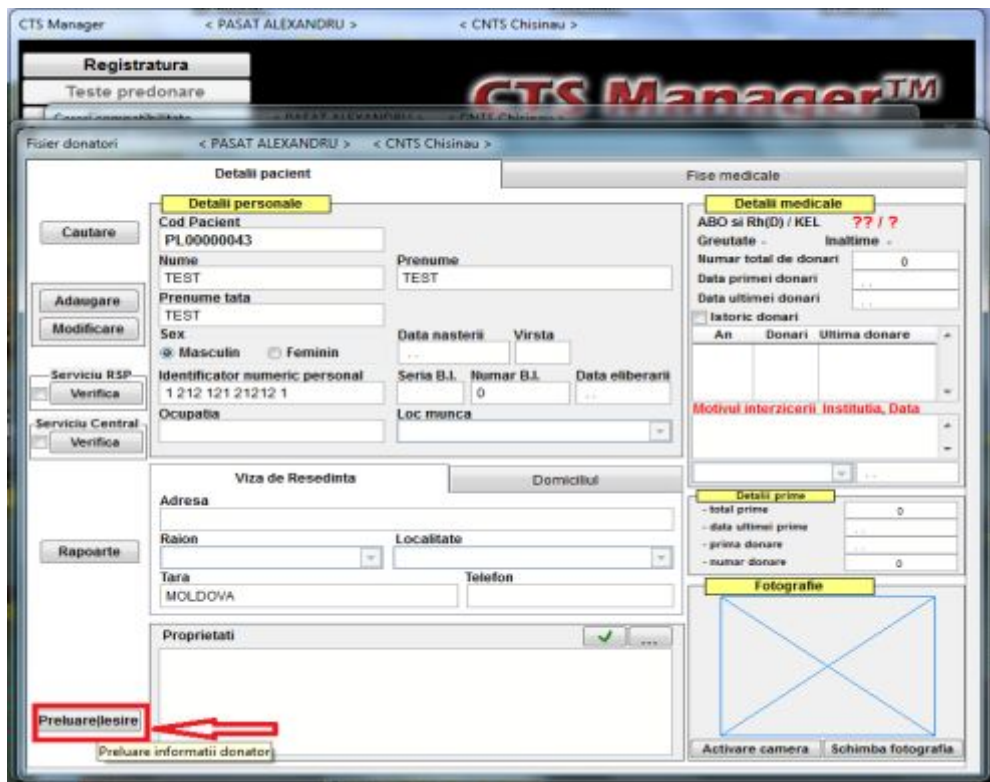 CTS Manager < PASAT ALEXANDRU > < CNTS Chisinau >
Registratura
Teste predonare
CTS Manager™
Fisier donatori < PASAT ALEXANDRU > < CNTS Chisinau >
Detalii pacient
Fise medicale
Cautare
Adaugare
Modificare
Serviciu RSP
Verifica
Serviciu Central
Verifica
Rapoarte
Preluare|Iesire
Preluare informatii donator
Detalii personale
Cod Pacient
PL00000043
Nume Prenume
TEST TEST
Prenume tata
TEST
Sex Data nasterii Virsta
Masculin Feminin . .
Identificator numeric personal Seria B.I. Numar B.I. Data eliberarii
1 212 121 21212 1 0 . .
Ocupatia Loc munca
Viza de Resedinta Domiciliul
Adresa
Raion Localitate
Tara Telefon
MOLDOVA
Proprietati ...
Detalii medicale
ABO si Rh(D) / KEL ?? / ?
Greutate - Inaltime -
Numar total de donari 0
Data primei donari . .
Data ultimei donari . .
Istoric donari
An Donari Ultima donare
Motivul interzicerii Institutia, Data
. .
Detalii prime
- total prime 0
- data ultimei prime . .
- prima donare . .
- numar donare 0
Fotografie
Activare camera Schimba fotografia